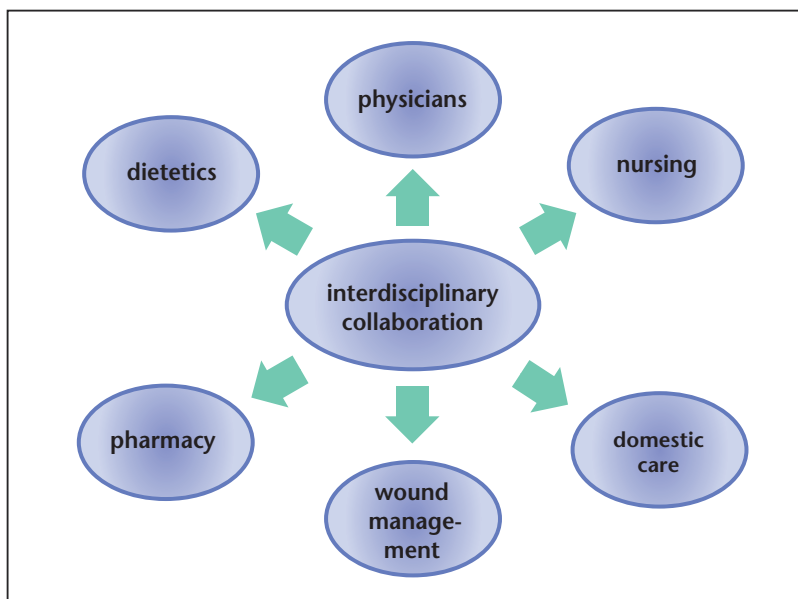 physicians
dietetics
nursing
interdisciplinary
collaboration
pharmacy
domestic
care
wound
manage-
ment